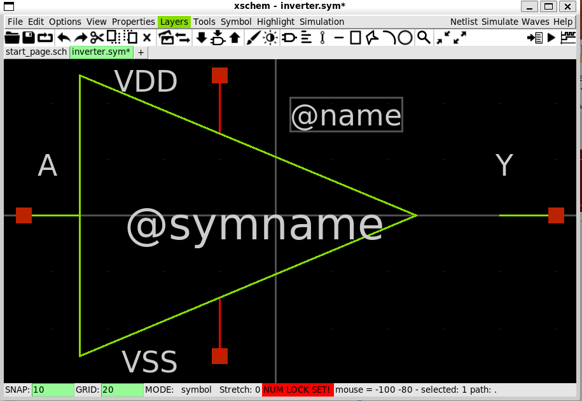 xschem - inverter.sym*
File Edit Options View Properties Layers Tools Symbol Highlight Simulation Netlist Simulate Waves Help
start_page.sch inverter.sym* +
VDD
@name
A
Y
@symname
VSS
SNAP: 10 GRID: 20 MODE: symbol Stretch: 0 NUM LOCK SET! mouse = -100 -80 - selected: 1 path: .